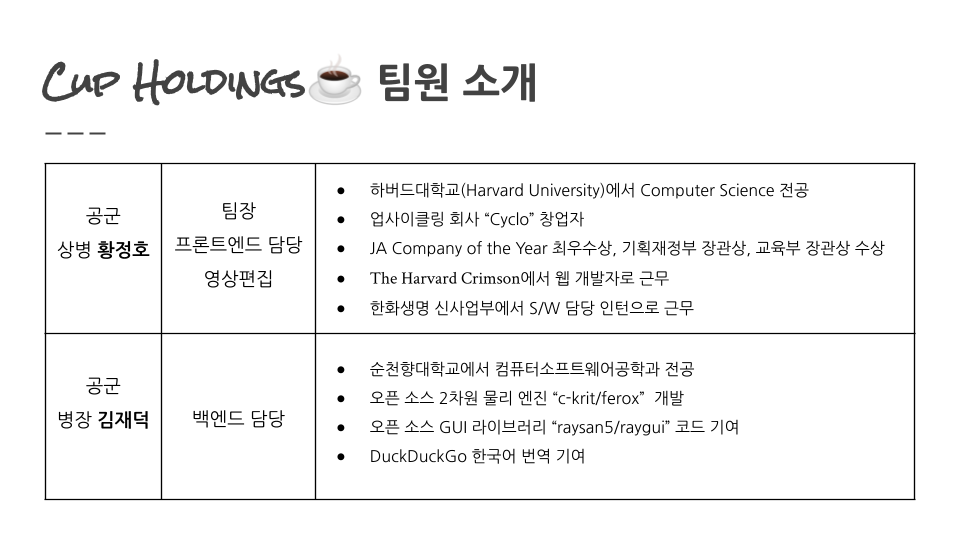 Cup Holdings☕ 팀원 소개
공군
상병 황정호
팀장
프론트엔드 담당
영상편집
● 하버드대학교(Harvard University)에서 Computer Science 전공
● 업사이클링 회사 “Cyclo” 창업자
● JA Company of the Year 최우수상, 기획재정부 장관상, 교육부 장관상 수상
● The Harvard Crimson에서 웹 개발자로 근무
● 한화생명 신사업부에서 S/W 담당 인턴으로 근무
공군
병장 김재덕
백엔드 담당
● 순천향대학교에서 컴퓨터소프트웨어공학과 전공
● 오픈 소스 2차원 물리 엔진 “c-krit/ferox” 개발
● 오픈 소스 GUI 라이브러리 “raysan5/raygui” 코드 기여
● DuckDuckGo 한국어 번역 기여